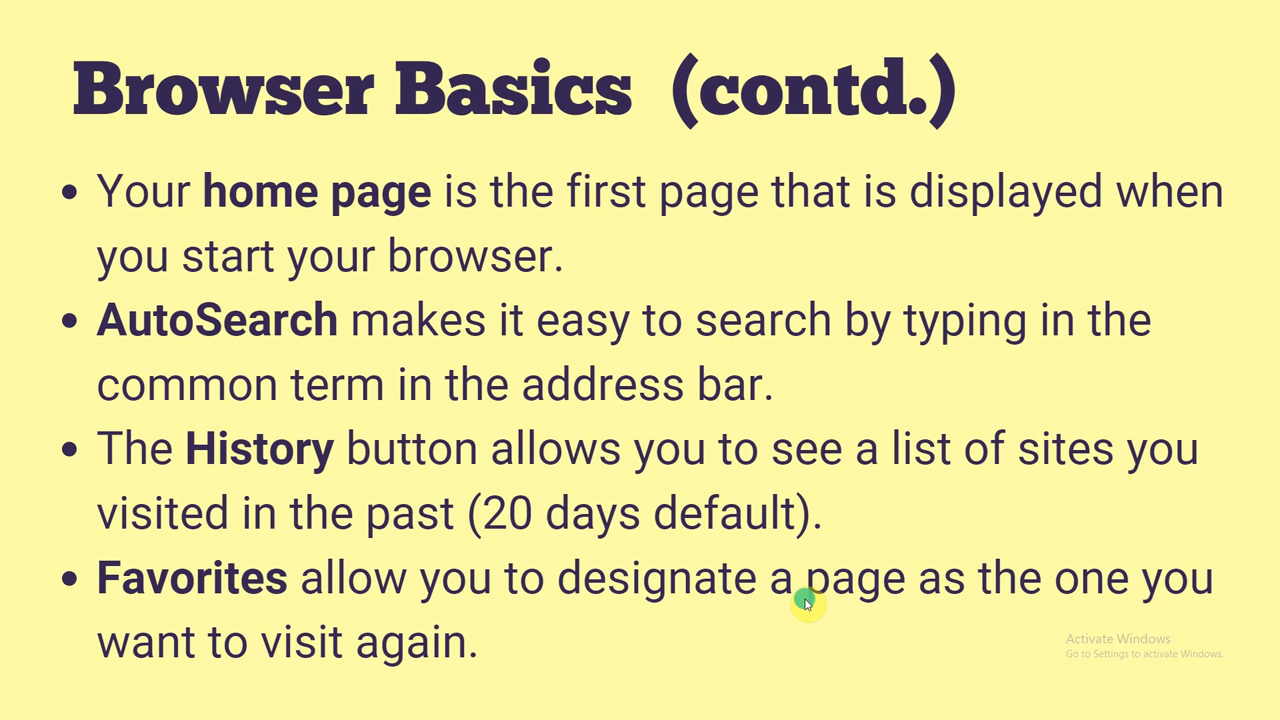 Browser Basics (contd.)
• Your home page is the first page that is displayed when
you start your browser.
• AutoSearch makes it easy to search by typing in the
common term in the address bar.
• The History button allows you to see a list of sites you
visited in the past (20 days default).
• Favorites allow you to designate a page as the one you
want to visit again.
Activate Windows
Go to Settings to activate Windows.